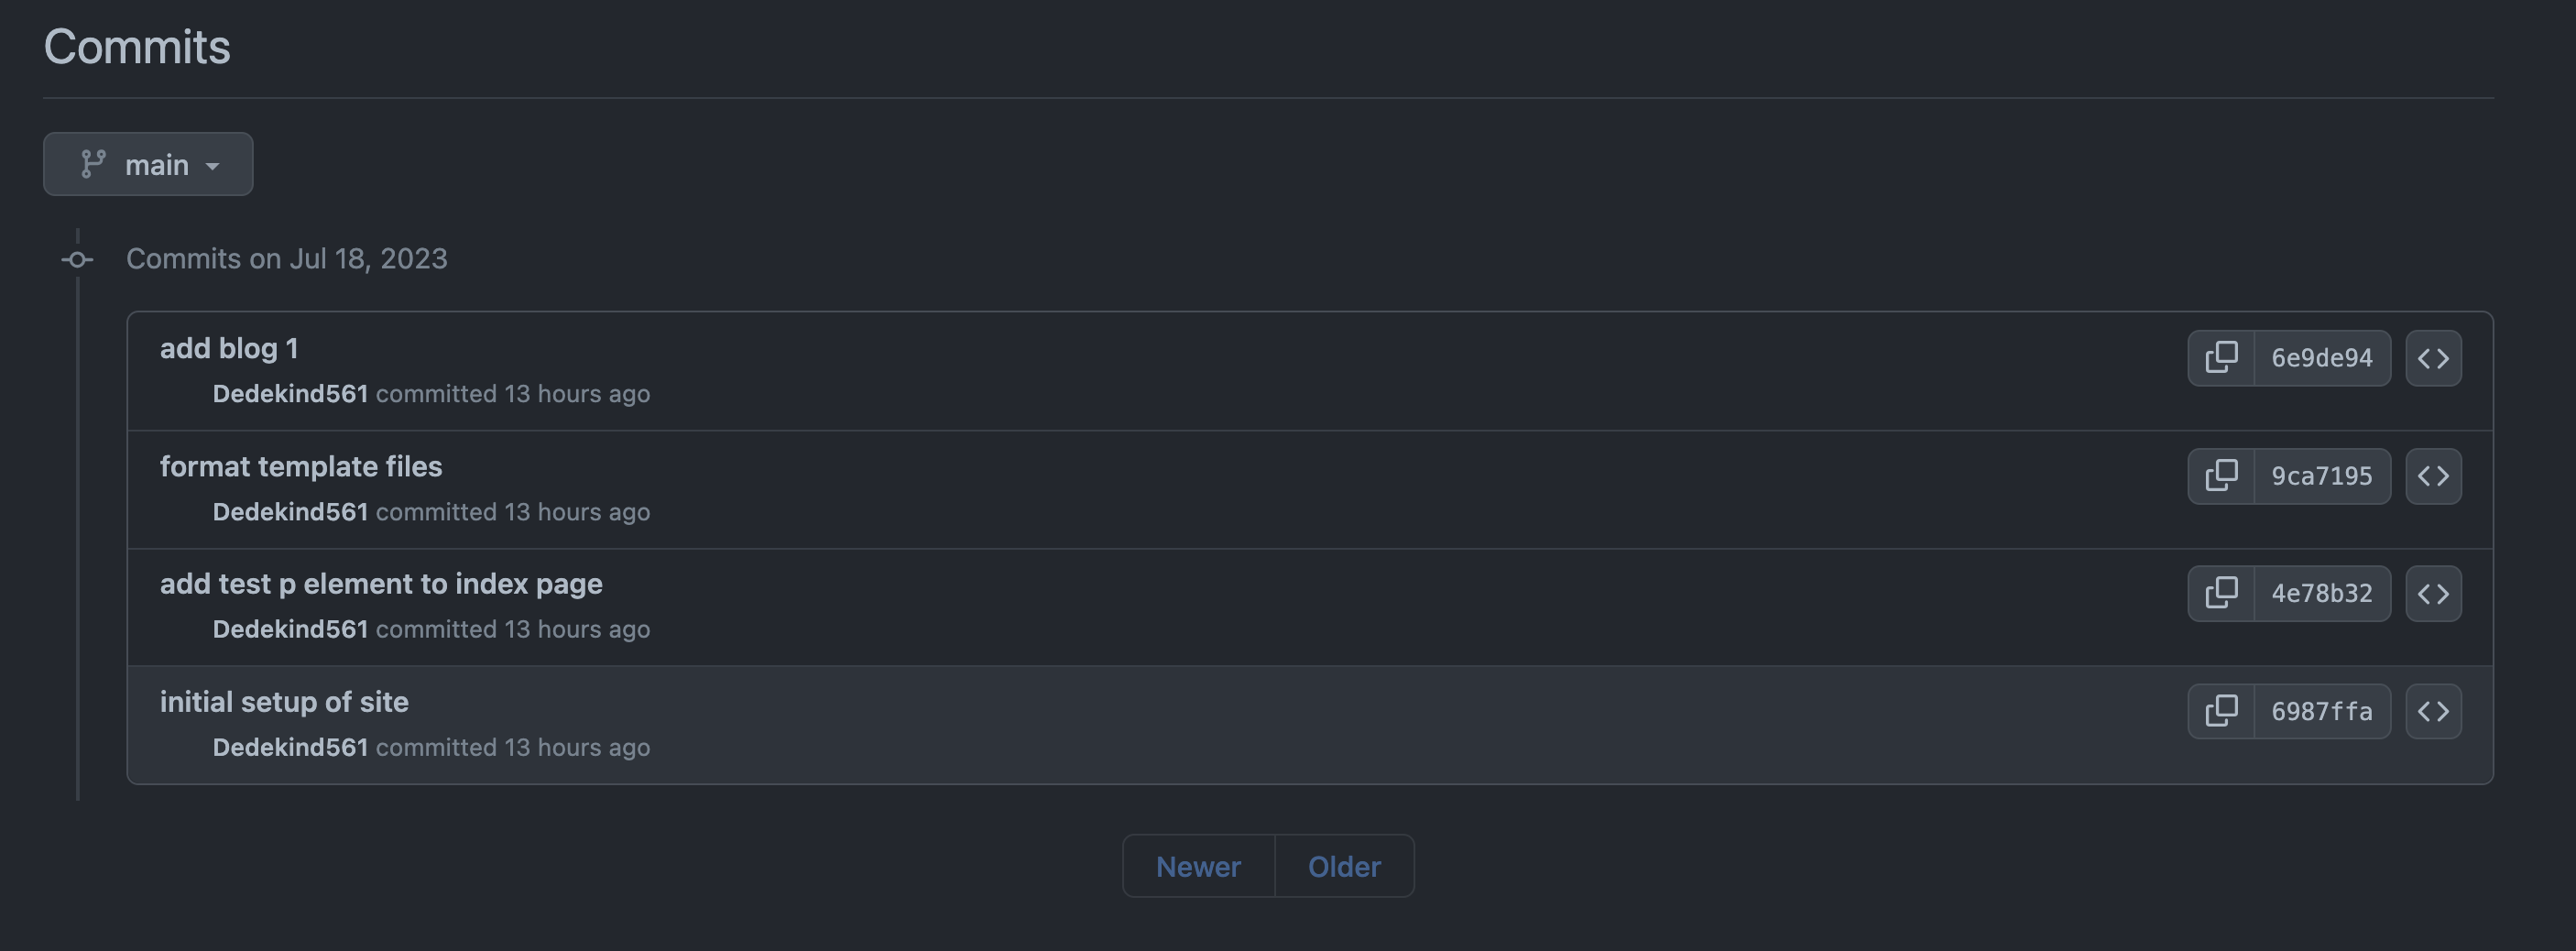 Commits
main
Commits on Jul 18, 2023
add blog 1
Dedekind561 committed 13 hours ago
6e9de94
format template files
Dedekind561 committed 13 hours ago
9ca7195
add test p element to index page
Dedekind561 committed 13 hours ago
4e78b32
initial setup of site
Dedekind561 committed 13 hours ago
6987ffa
Newer Older